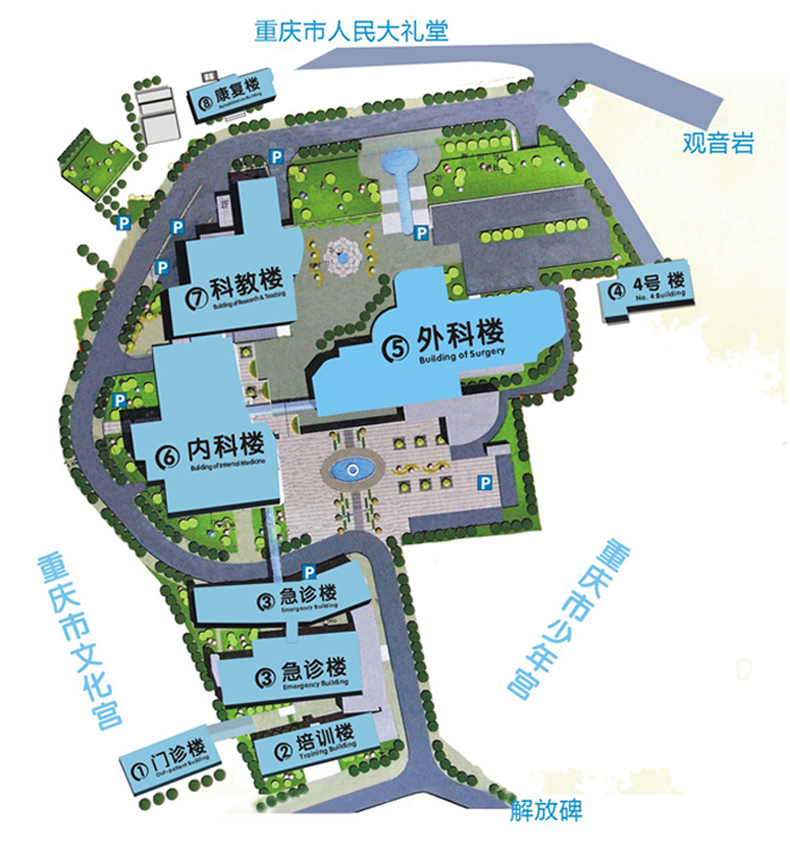 重庆市人民大礼堂
8 康复楼
Rehabilitation Building
观音岩
P
P
P
P
7 科教楼
Building of Research & Teaching
P
4 4号 楼
No. 4 Building
5 外科楼
Building of Surgery
P
6 内科楼
Building of Internal Medicine
P
重庆市文化宫
重庆市少年宫
P
3 急诊楼
Emergency Building
3 急诊楼
Emergency Building
1 门诊楼
Out-patient Building
2 培训楼
Training Building
解放碑